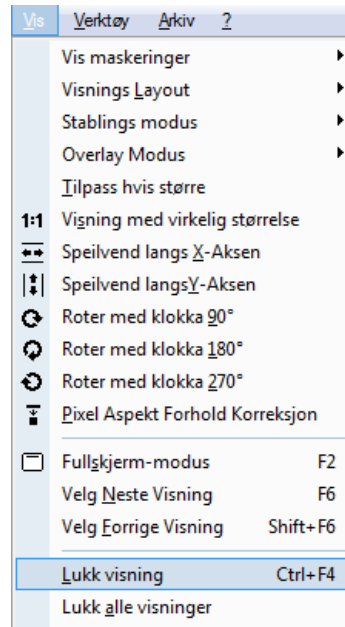 Vis Verktøy Arkiv ?
Vis maskeringer
Visnings Layout
Stablings modus
Overlay Modus
Tilpass hvis større
1:1 Visning med virkelig størrelse
Speilvend langs X-Aksen
Speilvend langsY-Aksen
Roter med klokka 90°
Roter med klokka 180°
Roter med klokka 270°
Pixel Aspekt Forhold Korreksjon
Fullskjerm-modus F2
Velg Neste Visning F6
Velg Forrige Visning Shift+F6
Lukk visning Ctrl+F4
Lukk alle visninger